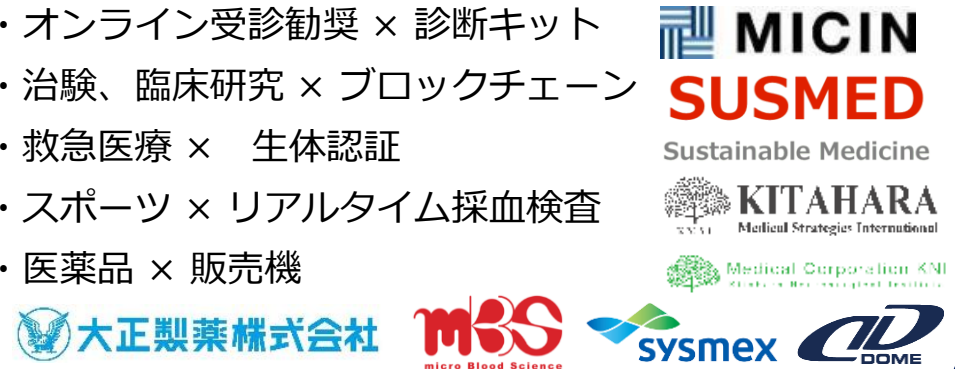 ・オンライン受診勧奨 × 診断キット
・治験、臨床研究 × ブロックチェーン
・救急医療 ×　生体認証
・スポーツ × リアルタイム採血検査
・医薬品 × 販売機
MICIN
SUSMED
Sustainable Medicine
KITAHARA
Medical Strategies International
Medical Corporation KNI
大正製薬株式会社
MBS
micro Blood Science
sysmex
DOME